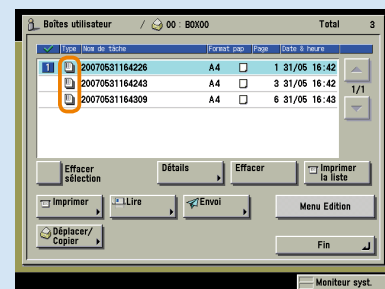 Boîtes utilisateur / 00 : BOX00 Total 3
Type Nom de tâche Format pap Page Date & heure
1 20070531164226 A4 1 31/05 16:42
20070531164243 A4 3 31/05 16:42
20070531164309 A4 6 31/05 16:43
1/1
Effacer sélection Détails Effacer Imprimer la liste
Imprimer Lire Envoi Menu Edition
Déplacer/ Copier Fin
Moniteur syst.